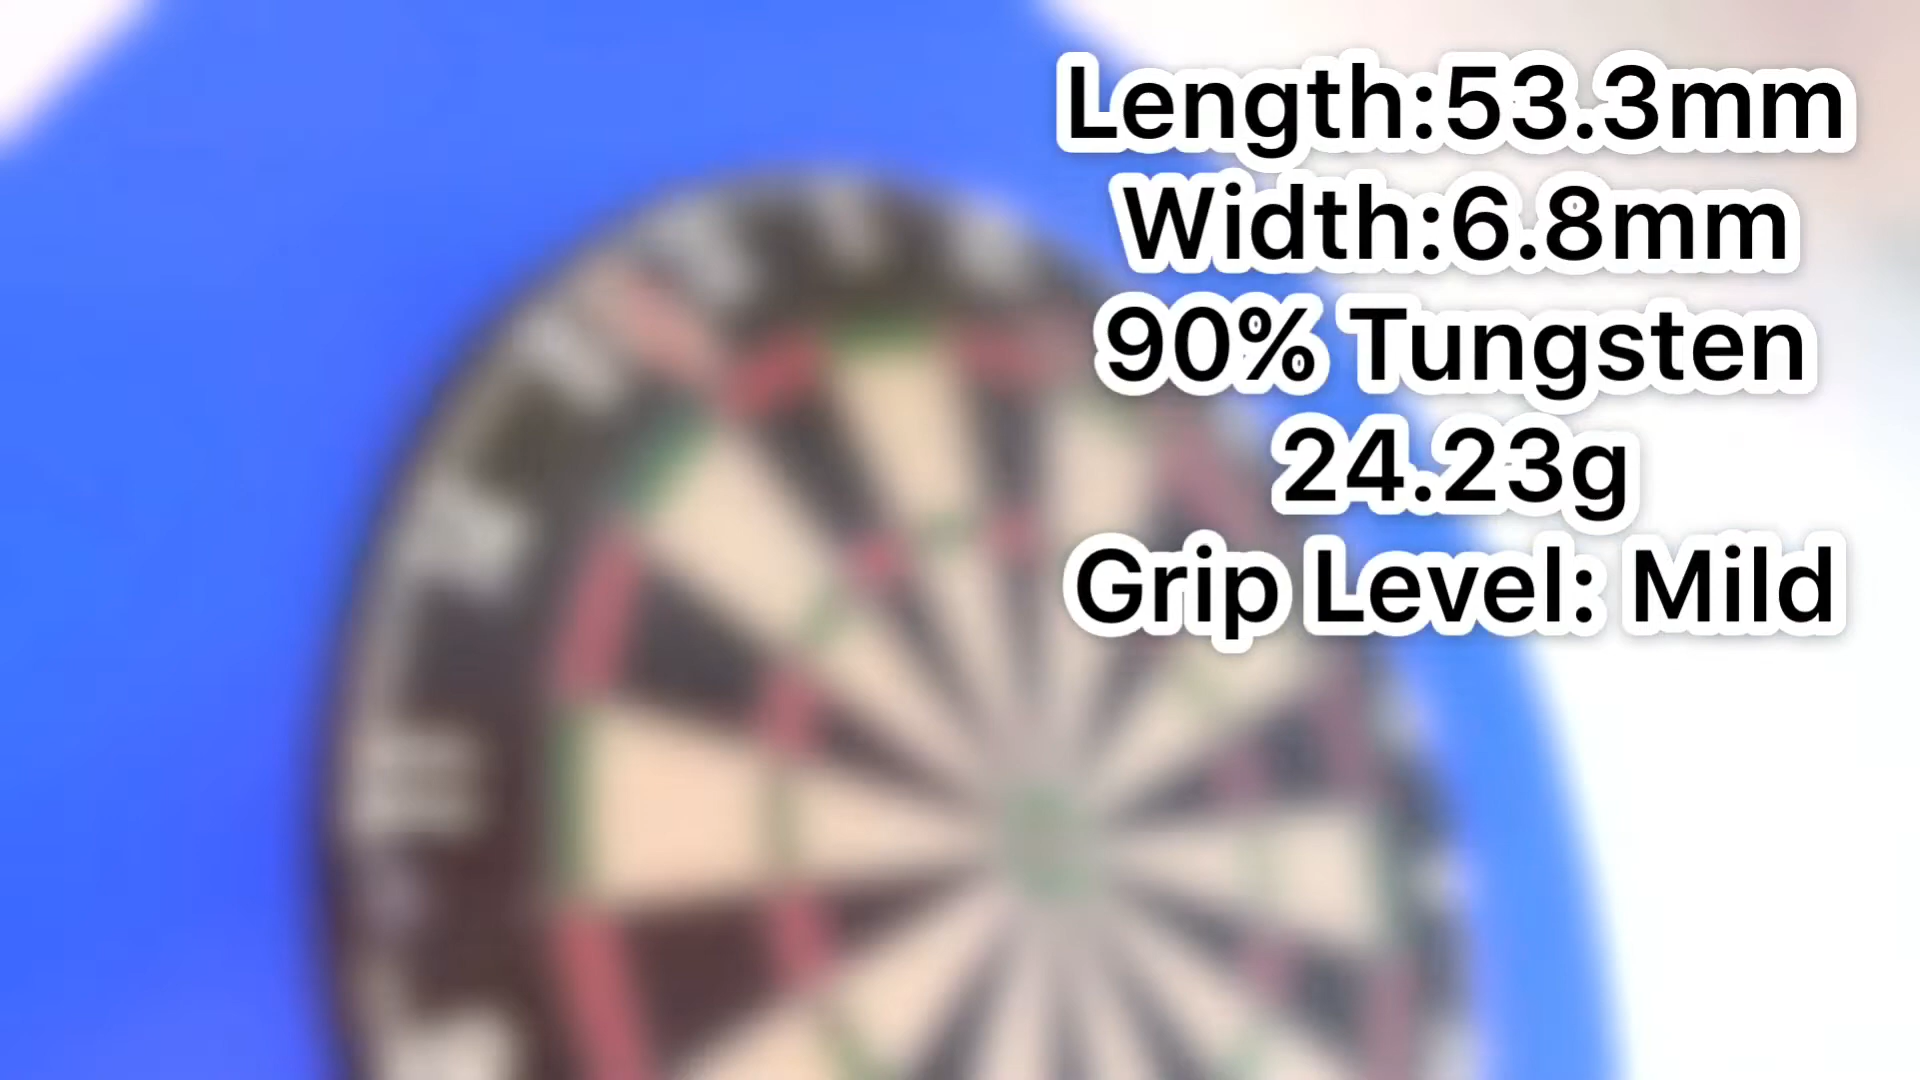 Length:53.3mm
Width:6.8mm
90% Tungsten
24.23g
Grip Level: Mild